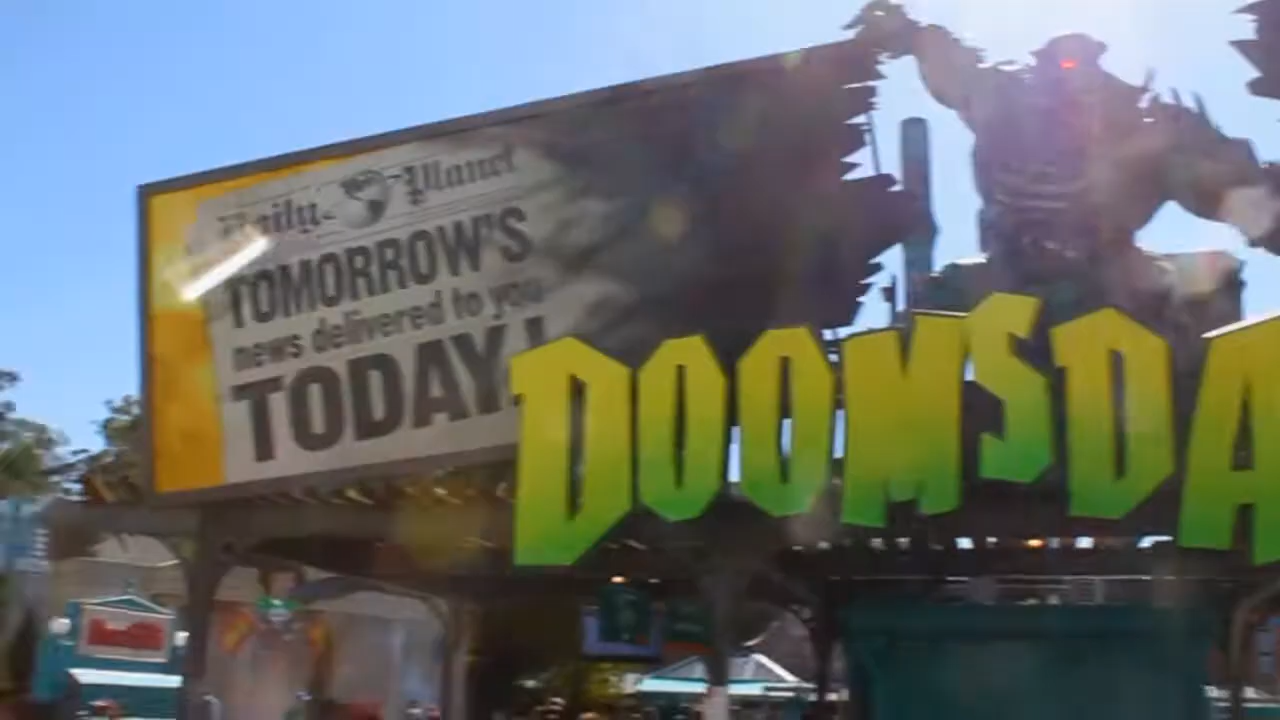 Daily Planet
TOMORROW'S
news delivered to you
TODAY!
DOOMSDA